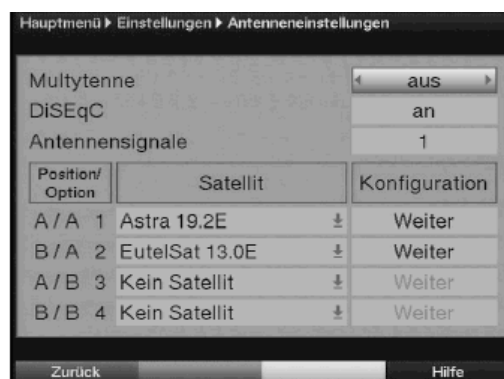 Hauptmenü Einstellungen Antenneneinstellungen
Multytenne aus
DiSEqC an
Antennensignale 1
Position/ Option Satellit Konfiguration
A/A 1 Astra 19.2E Weiter
B/A 2 EutelSat 13.0E Weiter
A/B 3 Kein Satellit Weiter
B/B 4 Kein Satellit Weiter
Zurück Hilfe